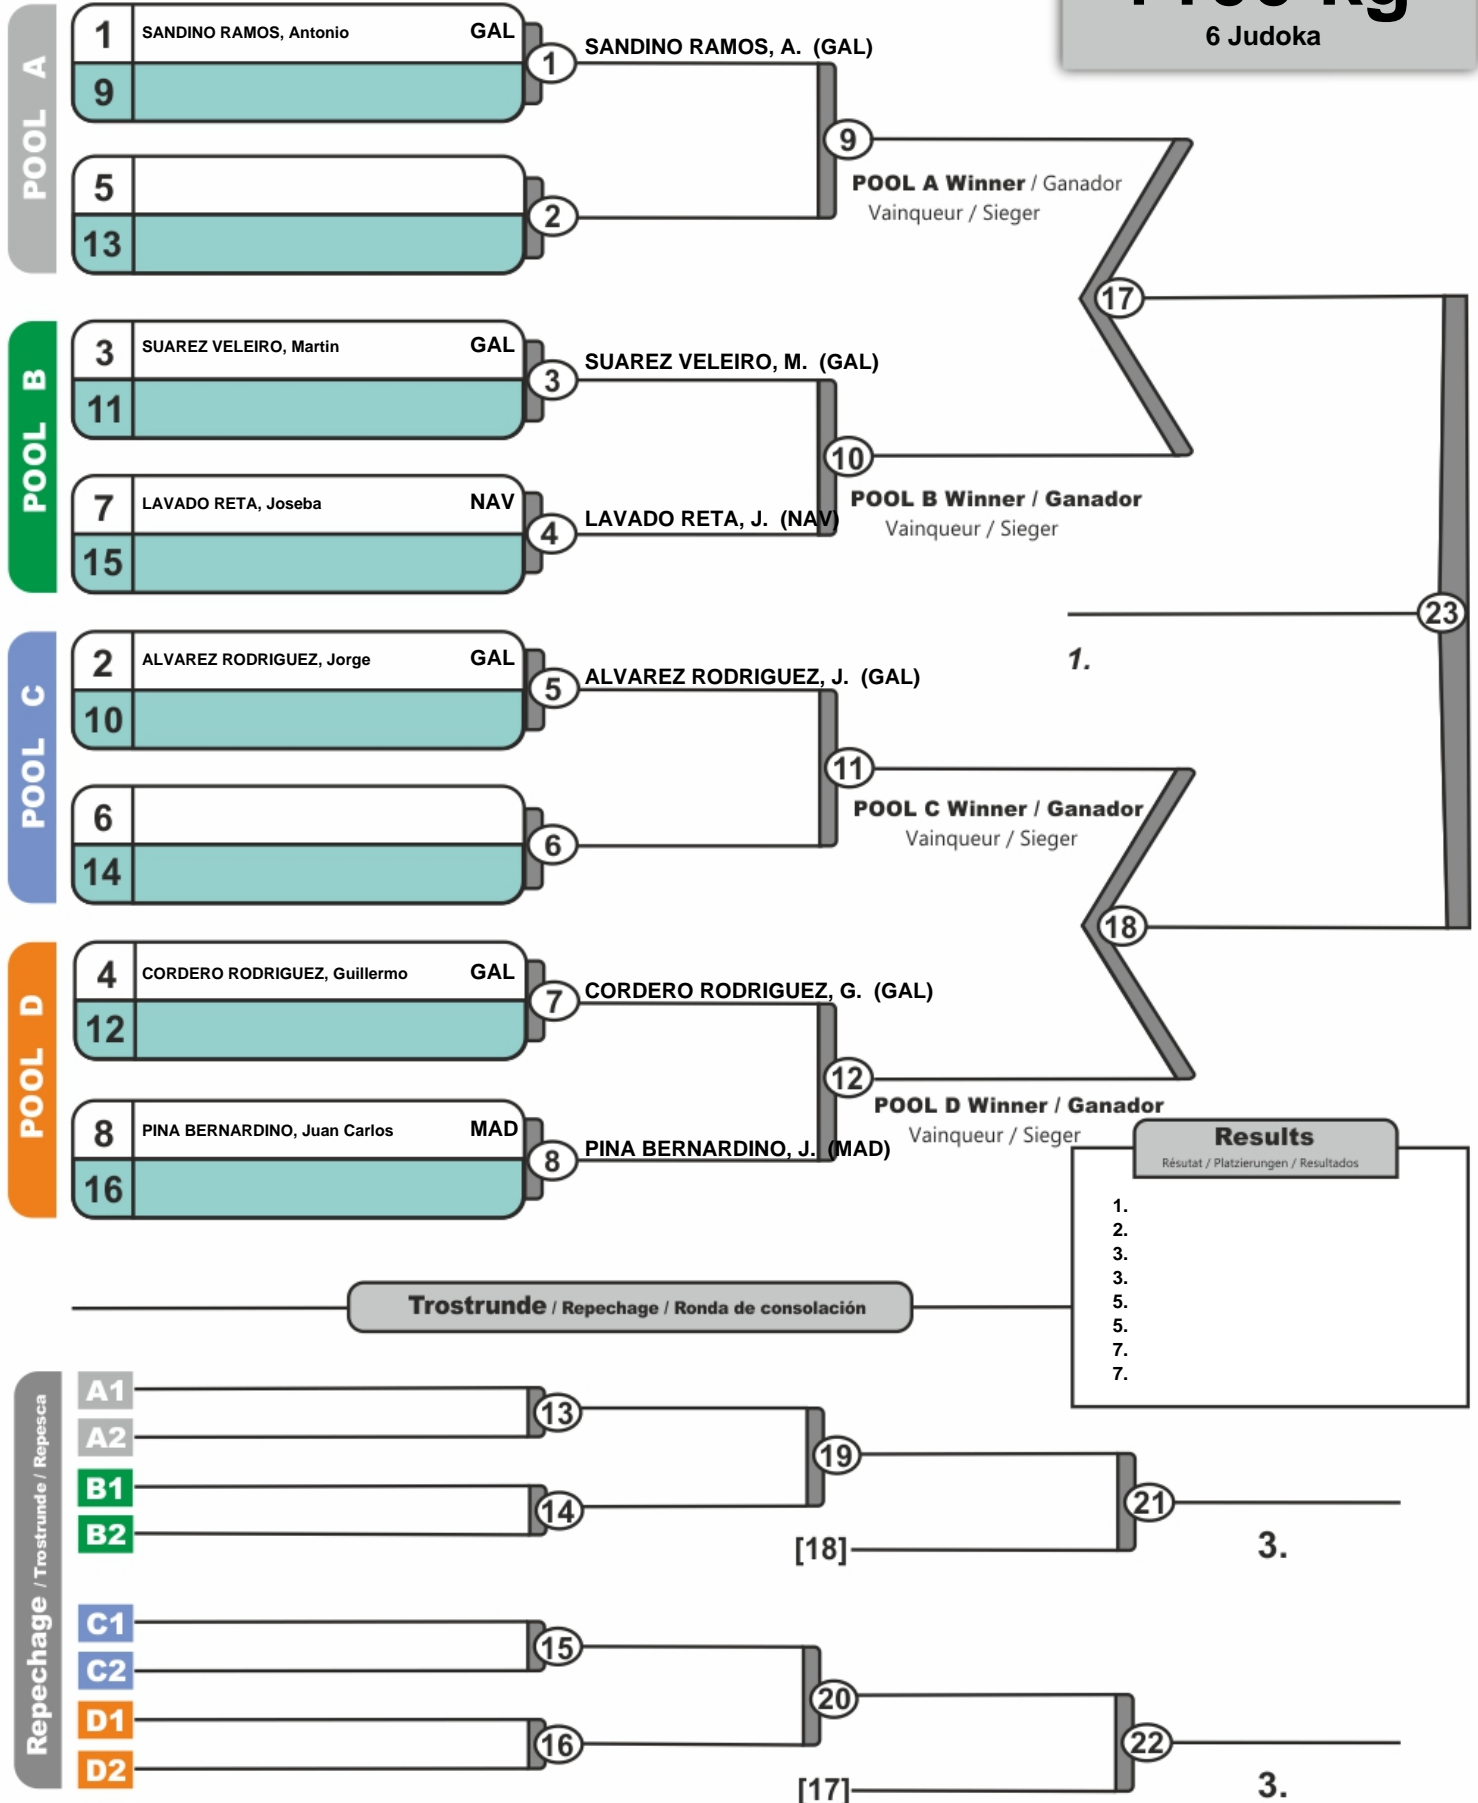 6 Judoka
POOL A
1 SANDINO RAMOS, Antonio GAL
9
1
SANDINO RAMOS, A. (GAL)
5
13
2
9
POOL A Winner / Ganador
Vainqueur / Sieger
17
POOL B
3 SUAREZ VELEIRO, Martin GAL
11
3
SUAREZ VELEIRO, M. (GAL)
7 LAVADO RETA, Joseba NAV
15
4
LAVADO RETA, J. (NAV)
10
POOL B Winner / Ganador
Vainqueur / Sieger
23
1.
POOL C
2 ALVAREZ RODRIGUEZ, Jorge GAL
10
5
ALVAREZ RODRIGUEZ, J. (GAL)
6
14
6
11
POOL C Winner / Ganador
Vainqueur / Sieger
18
POOL D
4 CORDERO RODRIGUEZ, Guillermo GAL
12
7
CORDERO RODRIGUEZ, G. (GAL)
8 PINA BERNARDINO, Juan Carlos MAD
16
8
PINA BERNARDINO, J. (MAD)
12
POOL D Winner / Ganador
Vainqueur / Sieger
Results
Résutat / Platzierungen / Resultados
1.
2.
3.
3.
5.
5.
7.
7.
Trostrunde / Repechage / Ronda de consolación
Repechage / Trostrunde / Repesca
A1
A2
13
B1
B2
14
19
[18]
21
3.
C1
C2
15
D1
D2
16
20
[17]
22
3.